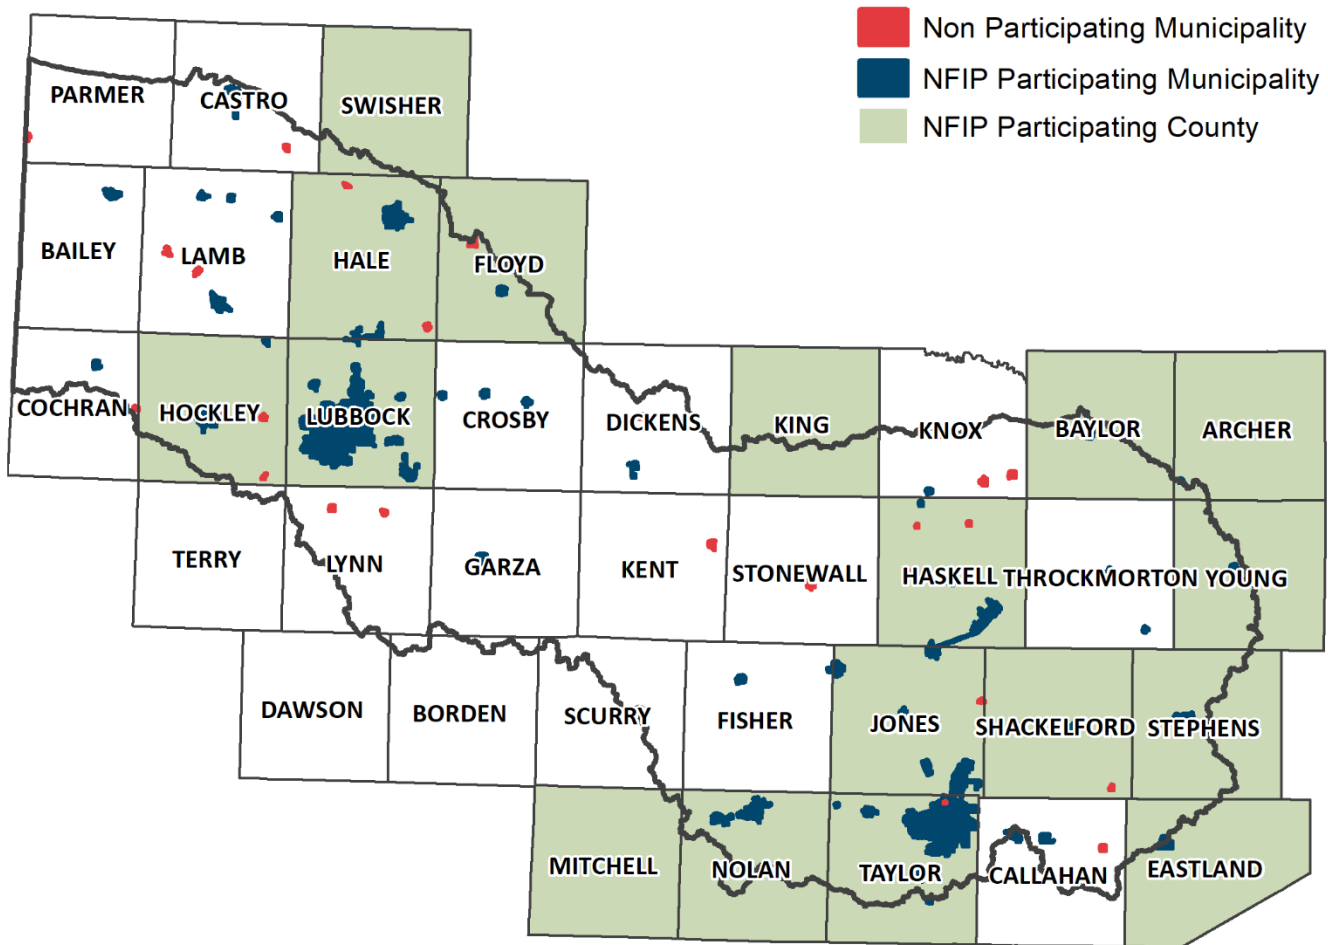 Non Participating Municipality
NFIP Participating Municipality
NFIP Participating County
PARMER
CASTRO
SWISHER
BAILEY
LAMB
HALE
FLOYD
COCHRAN
HOCKLEY
LUBBOCK
CROSBY
DICKENS
KING
KNOX
BAYLOR
ARCHER
TERRY
LYNN
GARZA
KENT
STONEWALL
HASKELL
THROCKMORTON
YOUNG
DAWSON
BORDEN
SCURRY
FISHER
JONES
SHACKELFORD
STEPHENS
MITCHELL
NOLAN
TAYLOR
CALLAHAN
EASTLAND